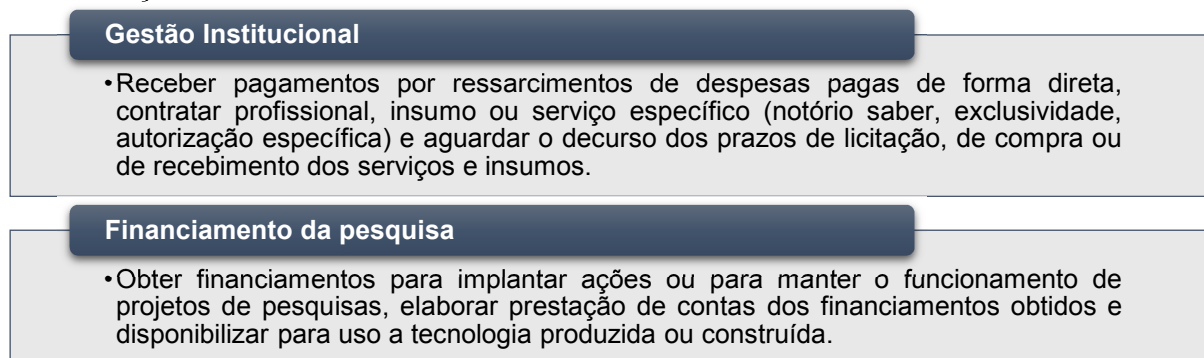 Gestão Institucional
•Receber pagamentos por ressarcimentos de despesas pagas de forma direta,
contratar profissional, insumo ou serviço específico (notório saber, exclusividade,
autorização específica) e aguardar o decurso dos prazos de licitação, de compra ou
de recebimento dos serviços e insumos.
Financiamento da pesquisa
•Obter financiamentos para implantar ações ou para manter o funcionamento de
projetos de pesquisas, elaborar prestação de contas dos financiamentos obtidos e
disponibilizar para uso a tecnologia produzida ou construída.